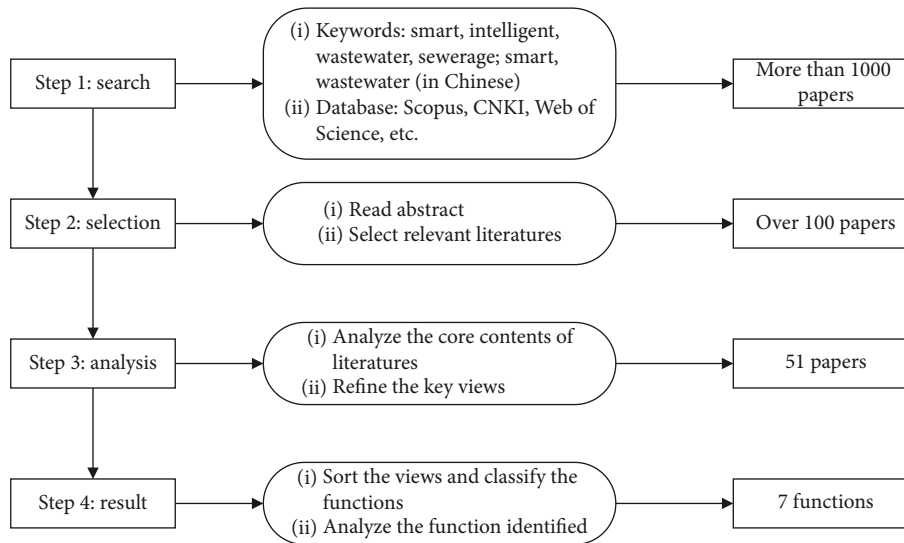 Step 1: search
(i) Keywords: smart, intelligent,
wastewater, sewerage; smart,
wastewater (in Chinese)
(ii) Database: Scopus, CNKI, Web of
Science, etc.
More than 1000
papers
Step 2: selection
(i) Read abstract
(ii) Select relevant literatures
Over 100 papers
Step 3: analysis
(i) Analyze the core contents of
literatures
(ii) Refine the key views
51 papers
Step 4: result
(i) Sort the views and classify the
functions
(ii) Analyze the function identified
7 functions